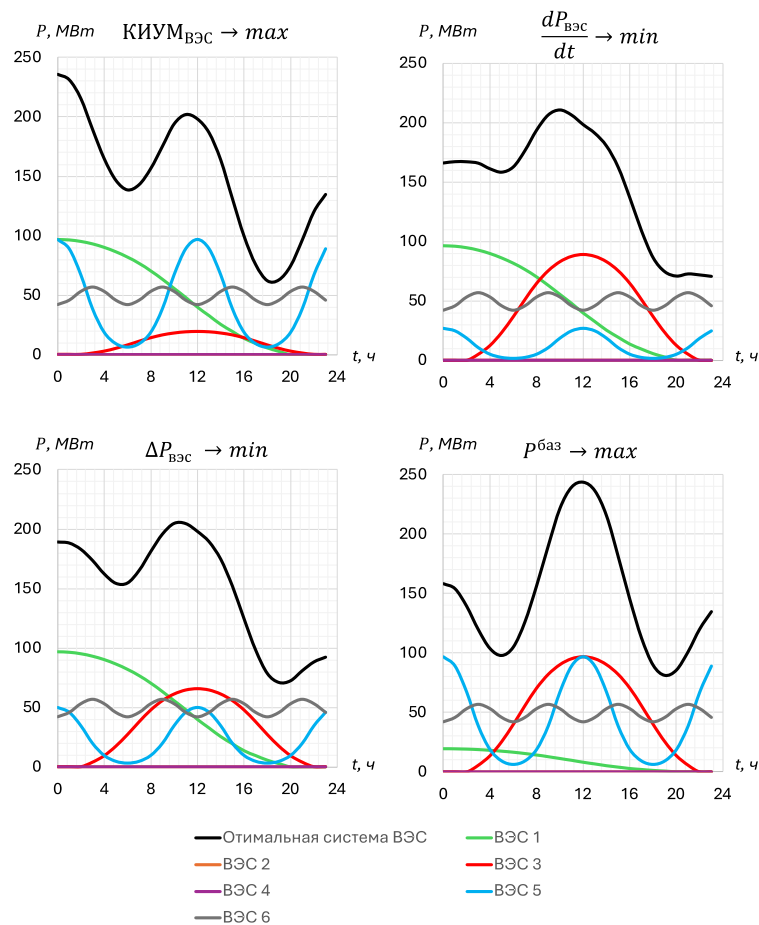 P, МВт КИУМВЭС → max
250
200
150
100
50
0
0 4 8 12 16 20 24
t, ч
P, МВт dPвэс/dt → min
250
200
150
100
50
0
0 4 8 12 16 20 24
t, ч
P, МВт ΔPвэс → min
250
200
150
100
50
0
0 4 8 12 16 20 24
t, ч
P, МВт Pбаз → max
250
200
150
100
50
0
0 4 8 12 16 20 24
t, ч
Отимальная система ВЭС ВЭС 1
ВЭС 2 ВЭС 3
ВЭС 4 ВЭС 5
ВЭС 6